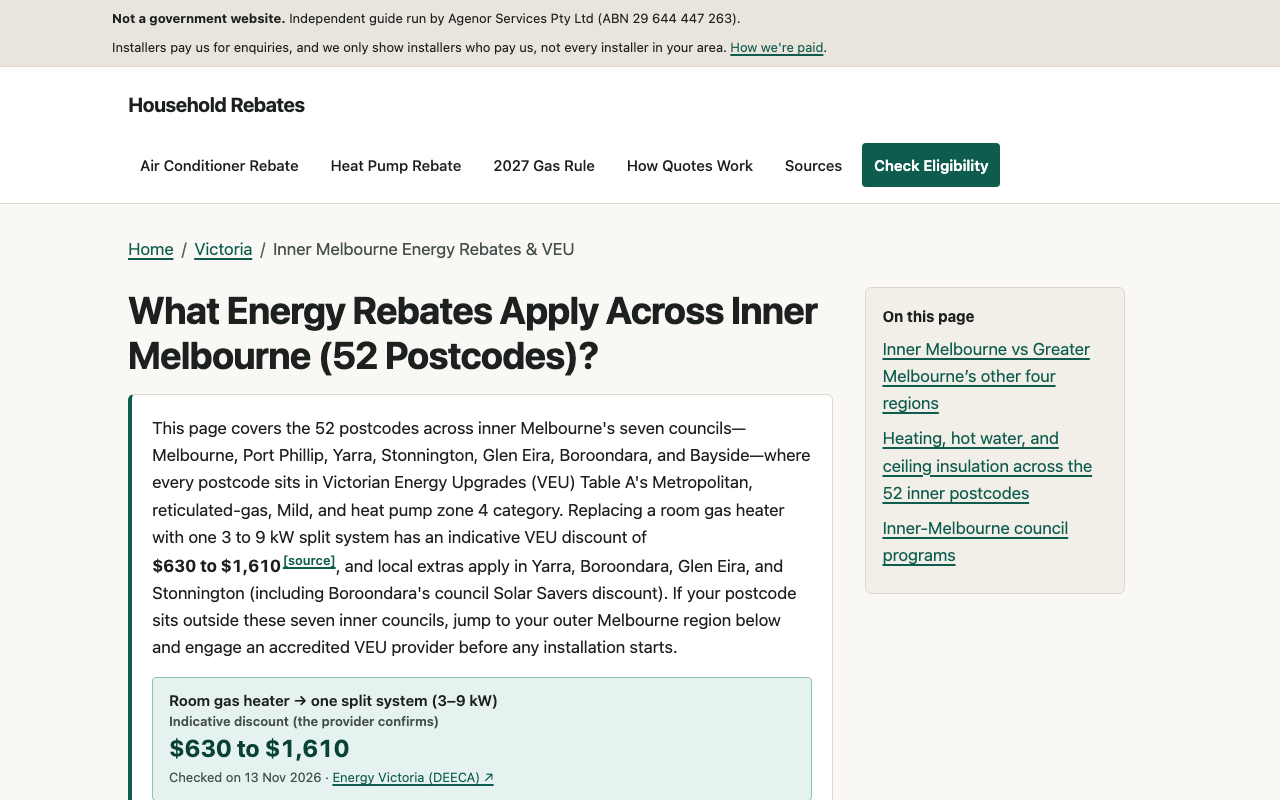 Not a government website. Independent guide run by Agenor Services Pty Ltd (ABN 29 644 447 263).
Installers pay us for enquiries, and we only show installers who pay us, not every installer in your area. How we're paid.
Household Rebates
Air Conditioner Rebate
Heat Pump Rebate
2027 Gas Rule
How Quotes Work
Sources
Check Eligibility
Home / Victoria / Inner Melbourne Energy Rebates & VEU
What Energy Rebates Apply Across Inner
Melbourne (52 Postcodes)?
This page covers the 52 postcodes across inner Melbourne's seven councils—
Melbourne, Port Phillip, Yarra, Stonnington, Glen Eira, Boroondara, and Bayside—where
every postcode sits in Victorian Energy Upgrades (VEU) Table A's Metropolitan,
reticulated-gas, Mild, and heat pump zone 4 category. Replacing a room gas heater
with one 3 to 9 kW split system has an indicative VEU discount of
$630 to $1,610[source], and local extras apply in Yarra, Boroondara, Glen Eira, and
Stonnington (including Boroondara's council Solar Savers discount). If your postcode
sits outside these seven inner councils, jump to your outer Melbourne region below
and engage an accredited VEU provider before any installation starts.
Room gas heater → one split system (3–9 kW)
Indicative discount (the provider confirms)
$630 to $1,610
Checked on 13 Nov 2026 · Energy Victoria (DEECA) ↗
On this page
Inner Melbourne vs Greater
Melbourne’s other four
regions
Heating, hot water, and
ceiling insulation across the
52 inner postcodes
Inner-Melbourne council
programs